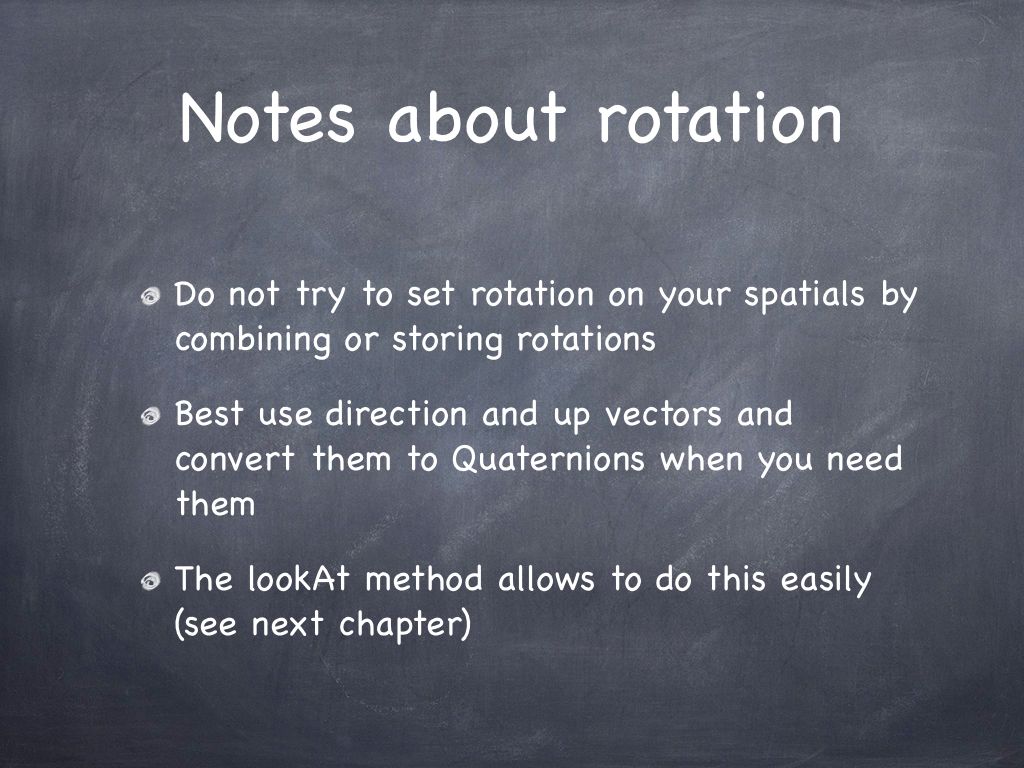 Notes about rotation
Do not try to set rotation on your spatials by
combining or storing rotations
Best use direction and up vectors and
convert them to Quaternions when you need
them
The lookAt method allows to do this easily
(see next chapter)